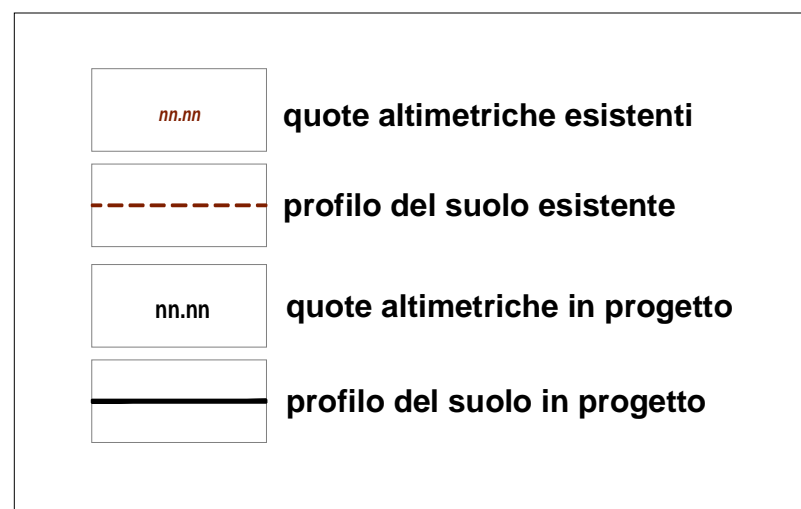 nn.nn quote altimetriche esistenti
profilo del suolo esistente
nn.nn quote altimetriche in progetto
profilo del suolo in progetto